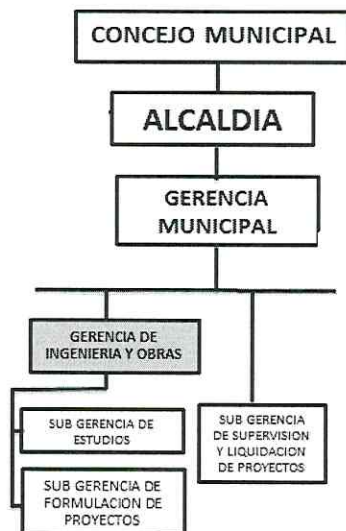 CONCEJO MUNICIPAL
ALCALDIA
GERENCIA
MUNICIPAL
GERENCIA DE
INGENIERIA Y OBRAS
SUB GERENCIA DE
ESTUDIOS
SUB GERENCIA DE
FORMULACION DE
PROYECTOS
SUB GERENCIA
DE SUPERVISION
Y LIQUIDACION
DE PROYECTOS